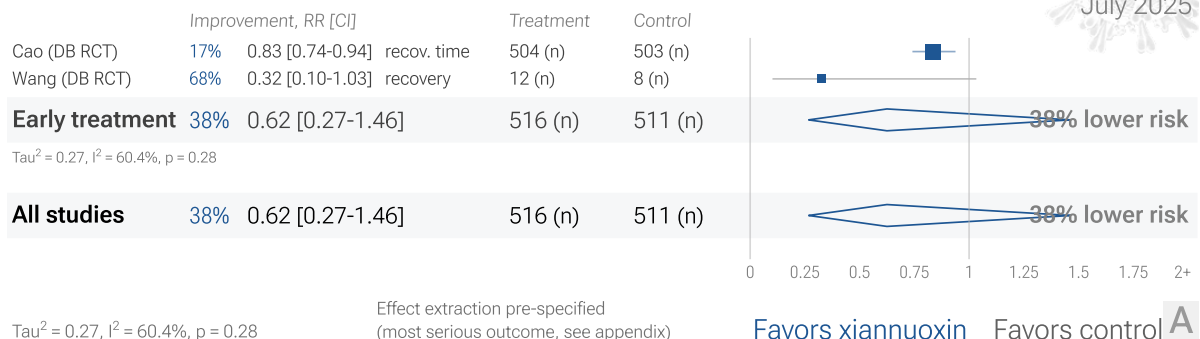 July 2025
Improvement, RR [CI] Treatment Control
Cao (DB RCT) 17% 0.83 [0.74-0.94] recov. time 504 (n) 503 (n)
Wang (DB RCT) 68% 0.32 [0.10-1.03] recovery 12 (n) 8 (n)
Early treatment 38% 0.62 [0.27-1.46] 516 (n) 511 (n) 38% lower risk
Tau² = 0.27, I² = 60.4%, p = 0.28
All studies 38% 0.62 [0.27-1.46] 516 (n) 511 (n) 38% lower risk
0 0.25 0.5 0.75 1 1.25 1.5 1.75 2+
Effect extraction pre-specified
Tau² = 0.27, I² = 60.4%, p = 0.28 (most serious outcome, see appendix) Favors xiannuoxin Favors control A